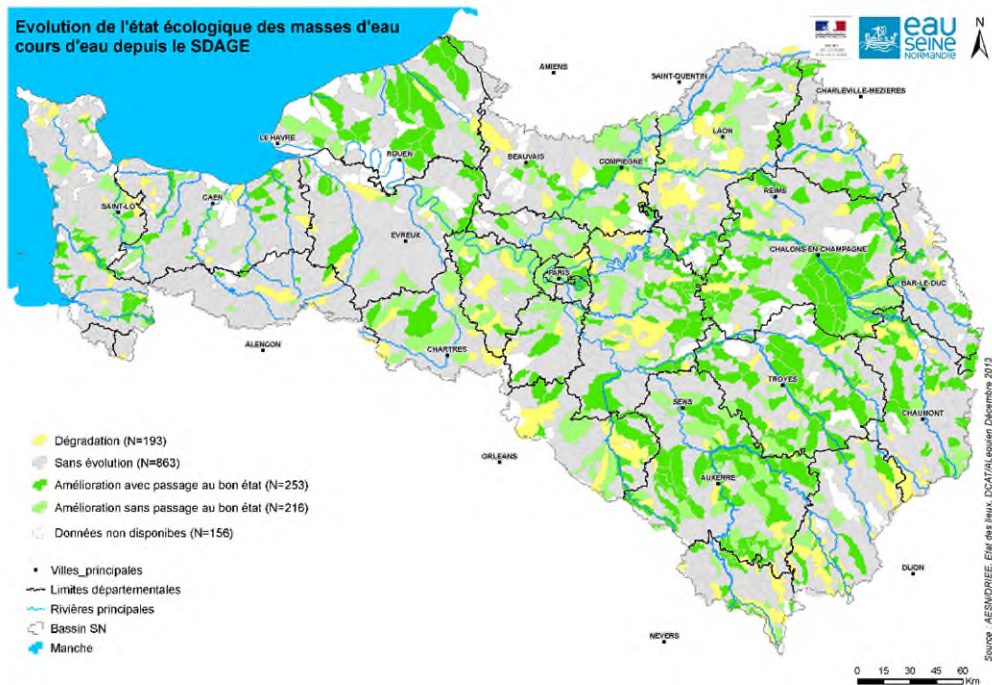 Evolution de l'état écologique des masses d'eau
cours d'eau depuis le SDAGE
eau
SEINE
NORMANDIE
N
AMIENS
SAINT-QUENTIN
CHARLEVILLE-MEZIERES
LE HAVRE
ROUEN
BEAUVAIS
COMPIEGNE
LAON
REIMS
SAINT-LO
CAEN
EVREUX
PARIS
CHALONS-EN-CHAMPAGNE
BAR-LE-DUC
ALENCON
CHARTRES
TROYES
SENS
CHAUMONT
ORLEANS
AUXERRE
DIJON
NEVERS
Dégradation (N=193)
Sans évolution (N=863)
Amélioration avec passage au bon état (N=253)
Amélioration sans passage au bon état (N=216)
Données non disponibes (N=156)
Villes_principales
Limites départementales
Rivières principales
Bassin SN
Manche
0 15 30 45 60
Km
Source : AESN/DRIEE, Etat des lieux, DCAT/ALequien Décembre 2013